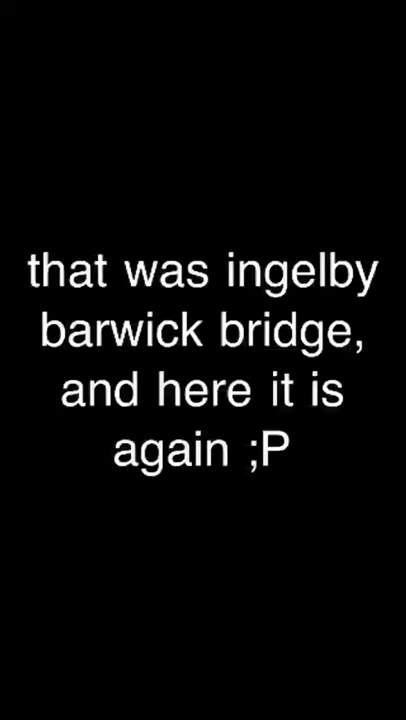 that was ingelby
barwick bridge,
and here it is
again ;P